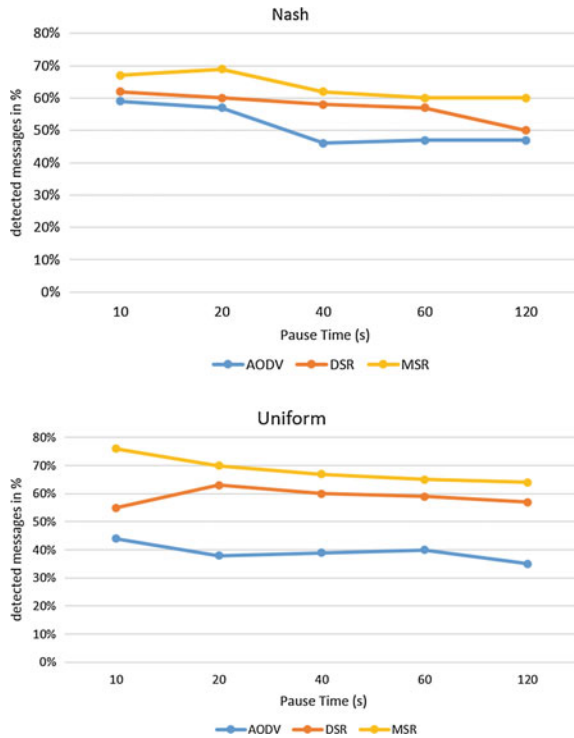 Nash
80%
70%
60%
50%
40%
30%
20%
10%
0%
detected messages in %
10 20 40 60 120
Pause Time (s)
AODV DSR MSR
Uniform
80%
70%
60%
50%
40%
30%
20%
10%
0%
detected messages in %
10 20 40 60 120
Pause Time (s)
AODV DSR MSR